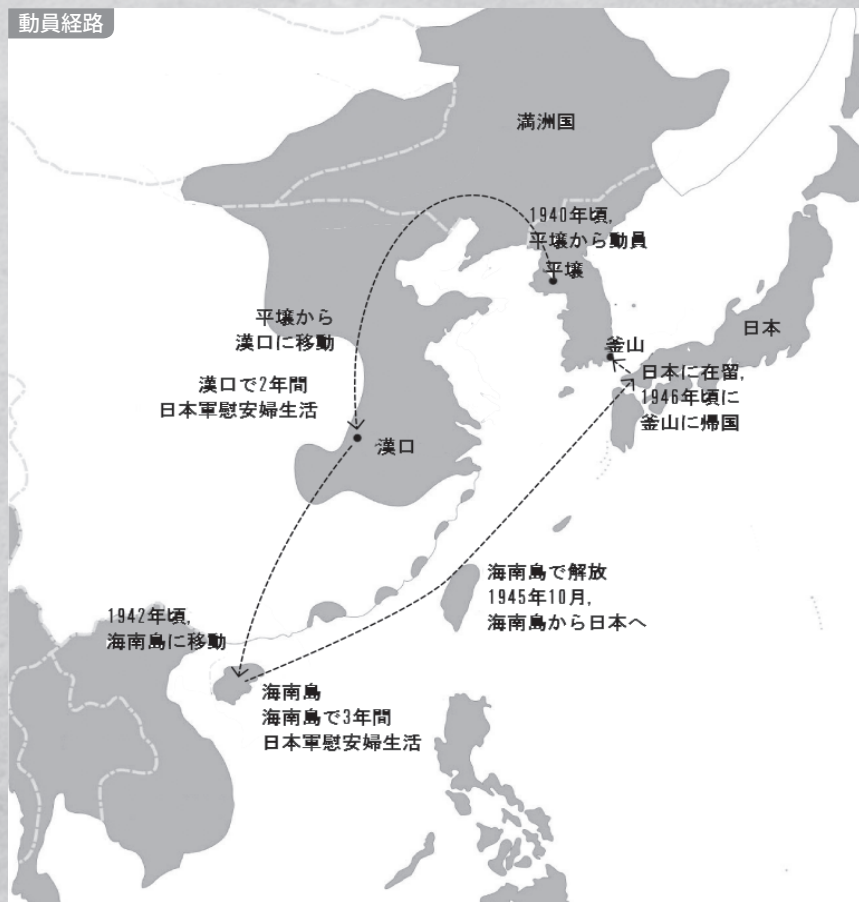 動員経路
満洲国
1940年頃,
平壌から動員
平壌
平壌から
漢口に移動
釜山
日本
漢口で2年間
日本軍慰安婦生活
日本に在留,
1946年頃に
釜山に帰国
漢口
海南島で解放
1945年10月,
海南島から日本へ
1942年頃,
海南島に移動
海南島
海南島で3年間
日本軍慰安婦生活